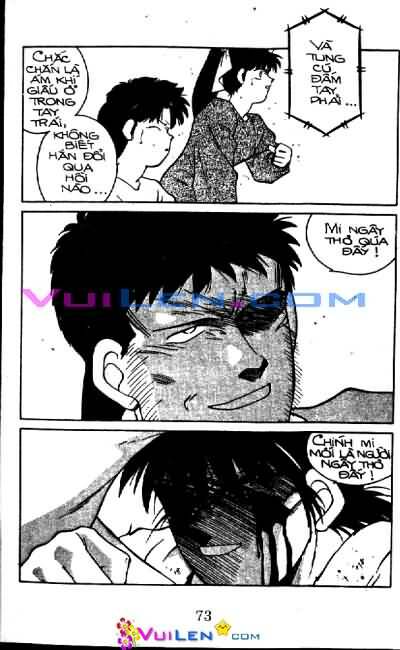 VÀ
TUNG
CÚ
ĐẤM
TAY
PHẢI...
CHẮC
CHẮN LÀ
ÁM KHÍ
GIẤU Ở
TRONG
TAY
TRÁI,
KHÔNG
BIẾT
HẮN ĐỔI
QUA
HỒI
NÀO...
MI NGÂY
THƠ QÚA
ĐẤY!
VUILEN.COM
CHÍNH MI
MỚI LÀ NGƯỜI
NGÂY THƠ
ĐẤY!
73
VUILEN.COM